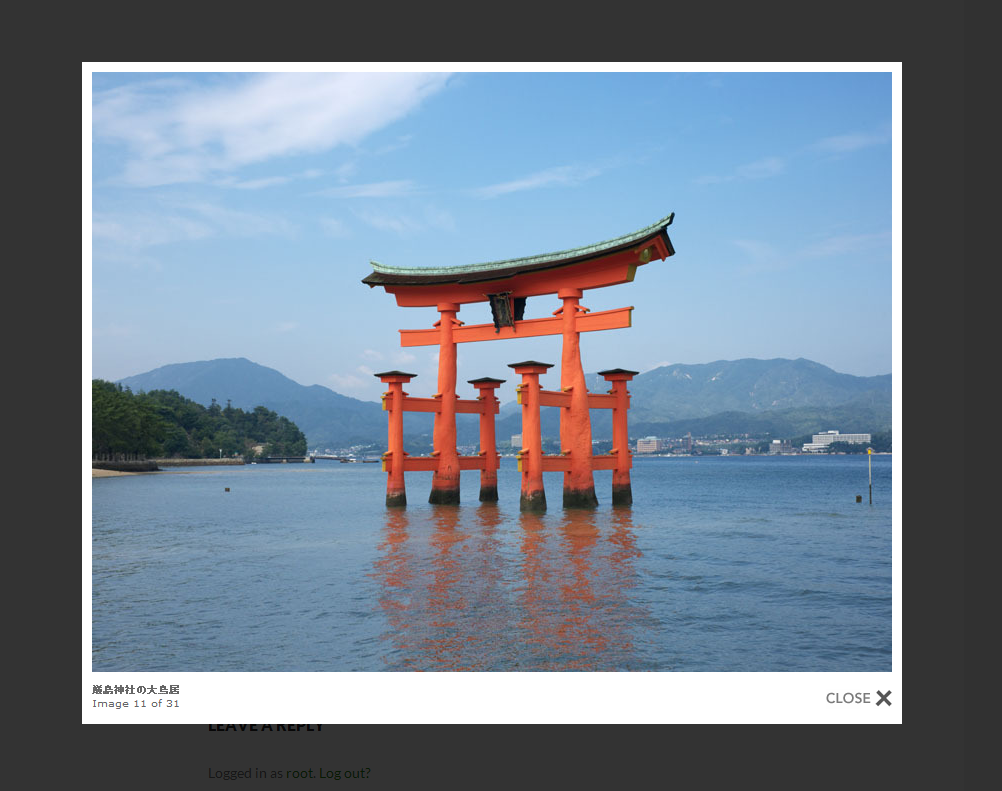 厳島神社の大鳥居
Image 11 of 31
CLOSE
LEAVE A REPLY
Logged in as root. Log out?